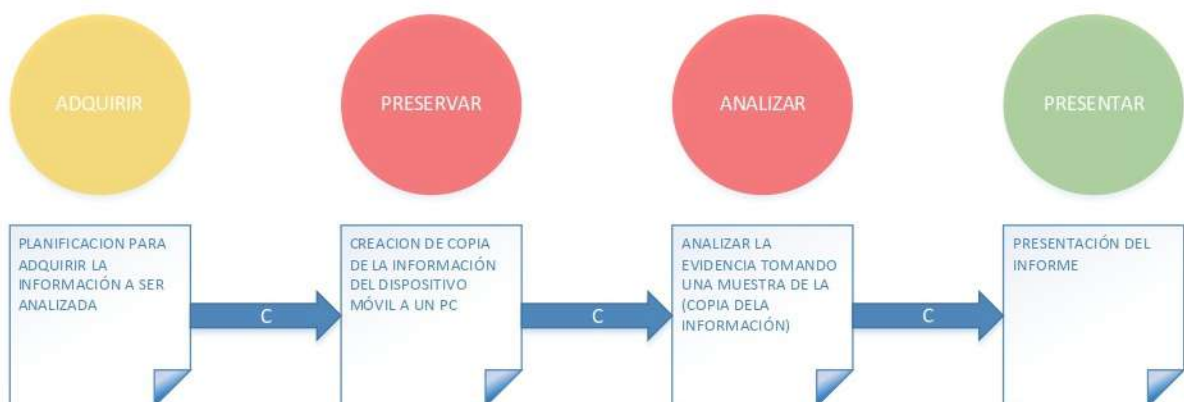 ADQUIRIR
PRESERVAR
ANALIZAR
PRESENTAR
PLANIFICACION PARA
ADQUIRIR LA
INFORMACIÓN A SER
ANALIZADA
C
CREACION DE COPIA
DE LA INFORMACIÓN
DEL DISPOSITIVO
MÓVIL A UN PC
C
ANALIZAR LA
EVIDENCIA TOMANDO
UNA MUESTRA DE LA
(COPIA DELA
INFORMACIÓN)
C
PRESENTACIÓN DEL
INFORME